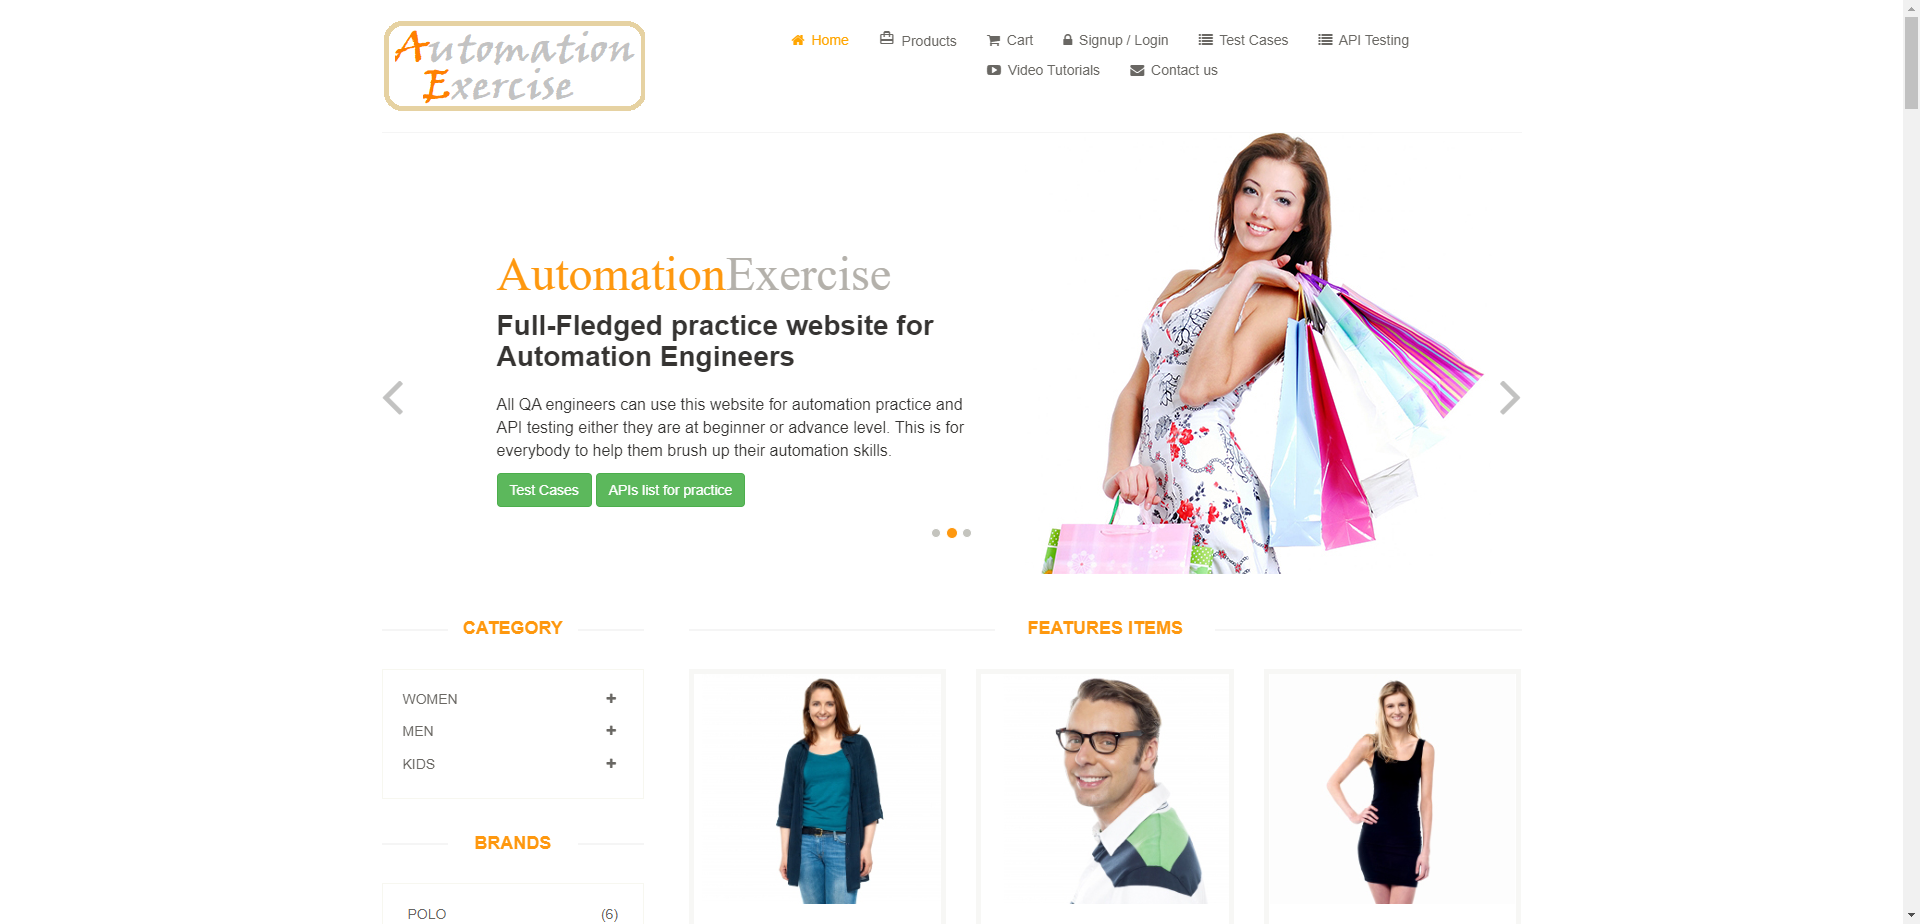 Automation
Exercise
Home Products Cart Signup / Login Test Cases API Testing
Video Tutorials Contact us
AutomationExercise
Full-Fledged practice website for
Automation Engineers
All QA engineers can use this website for automation practice and
API testing either they are at beginner or advance level. This is for
everybody to help them brush up their automation skills.
Test Cases APIs list for practice
CATEGORY
WOMEN
MEN
KIDS
BRANDS
POLO (6)
FEATURES ITEMS